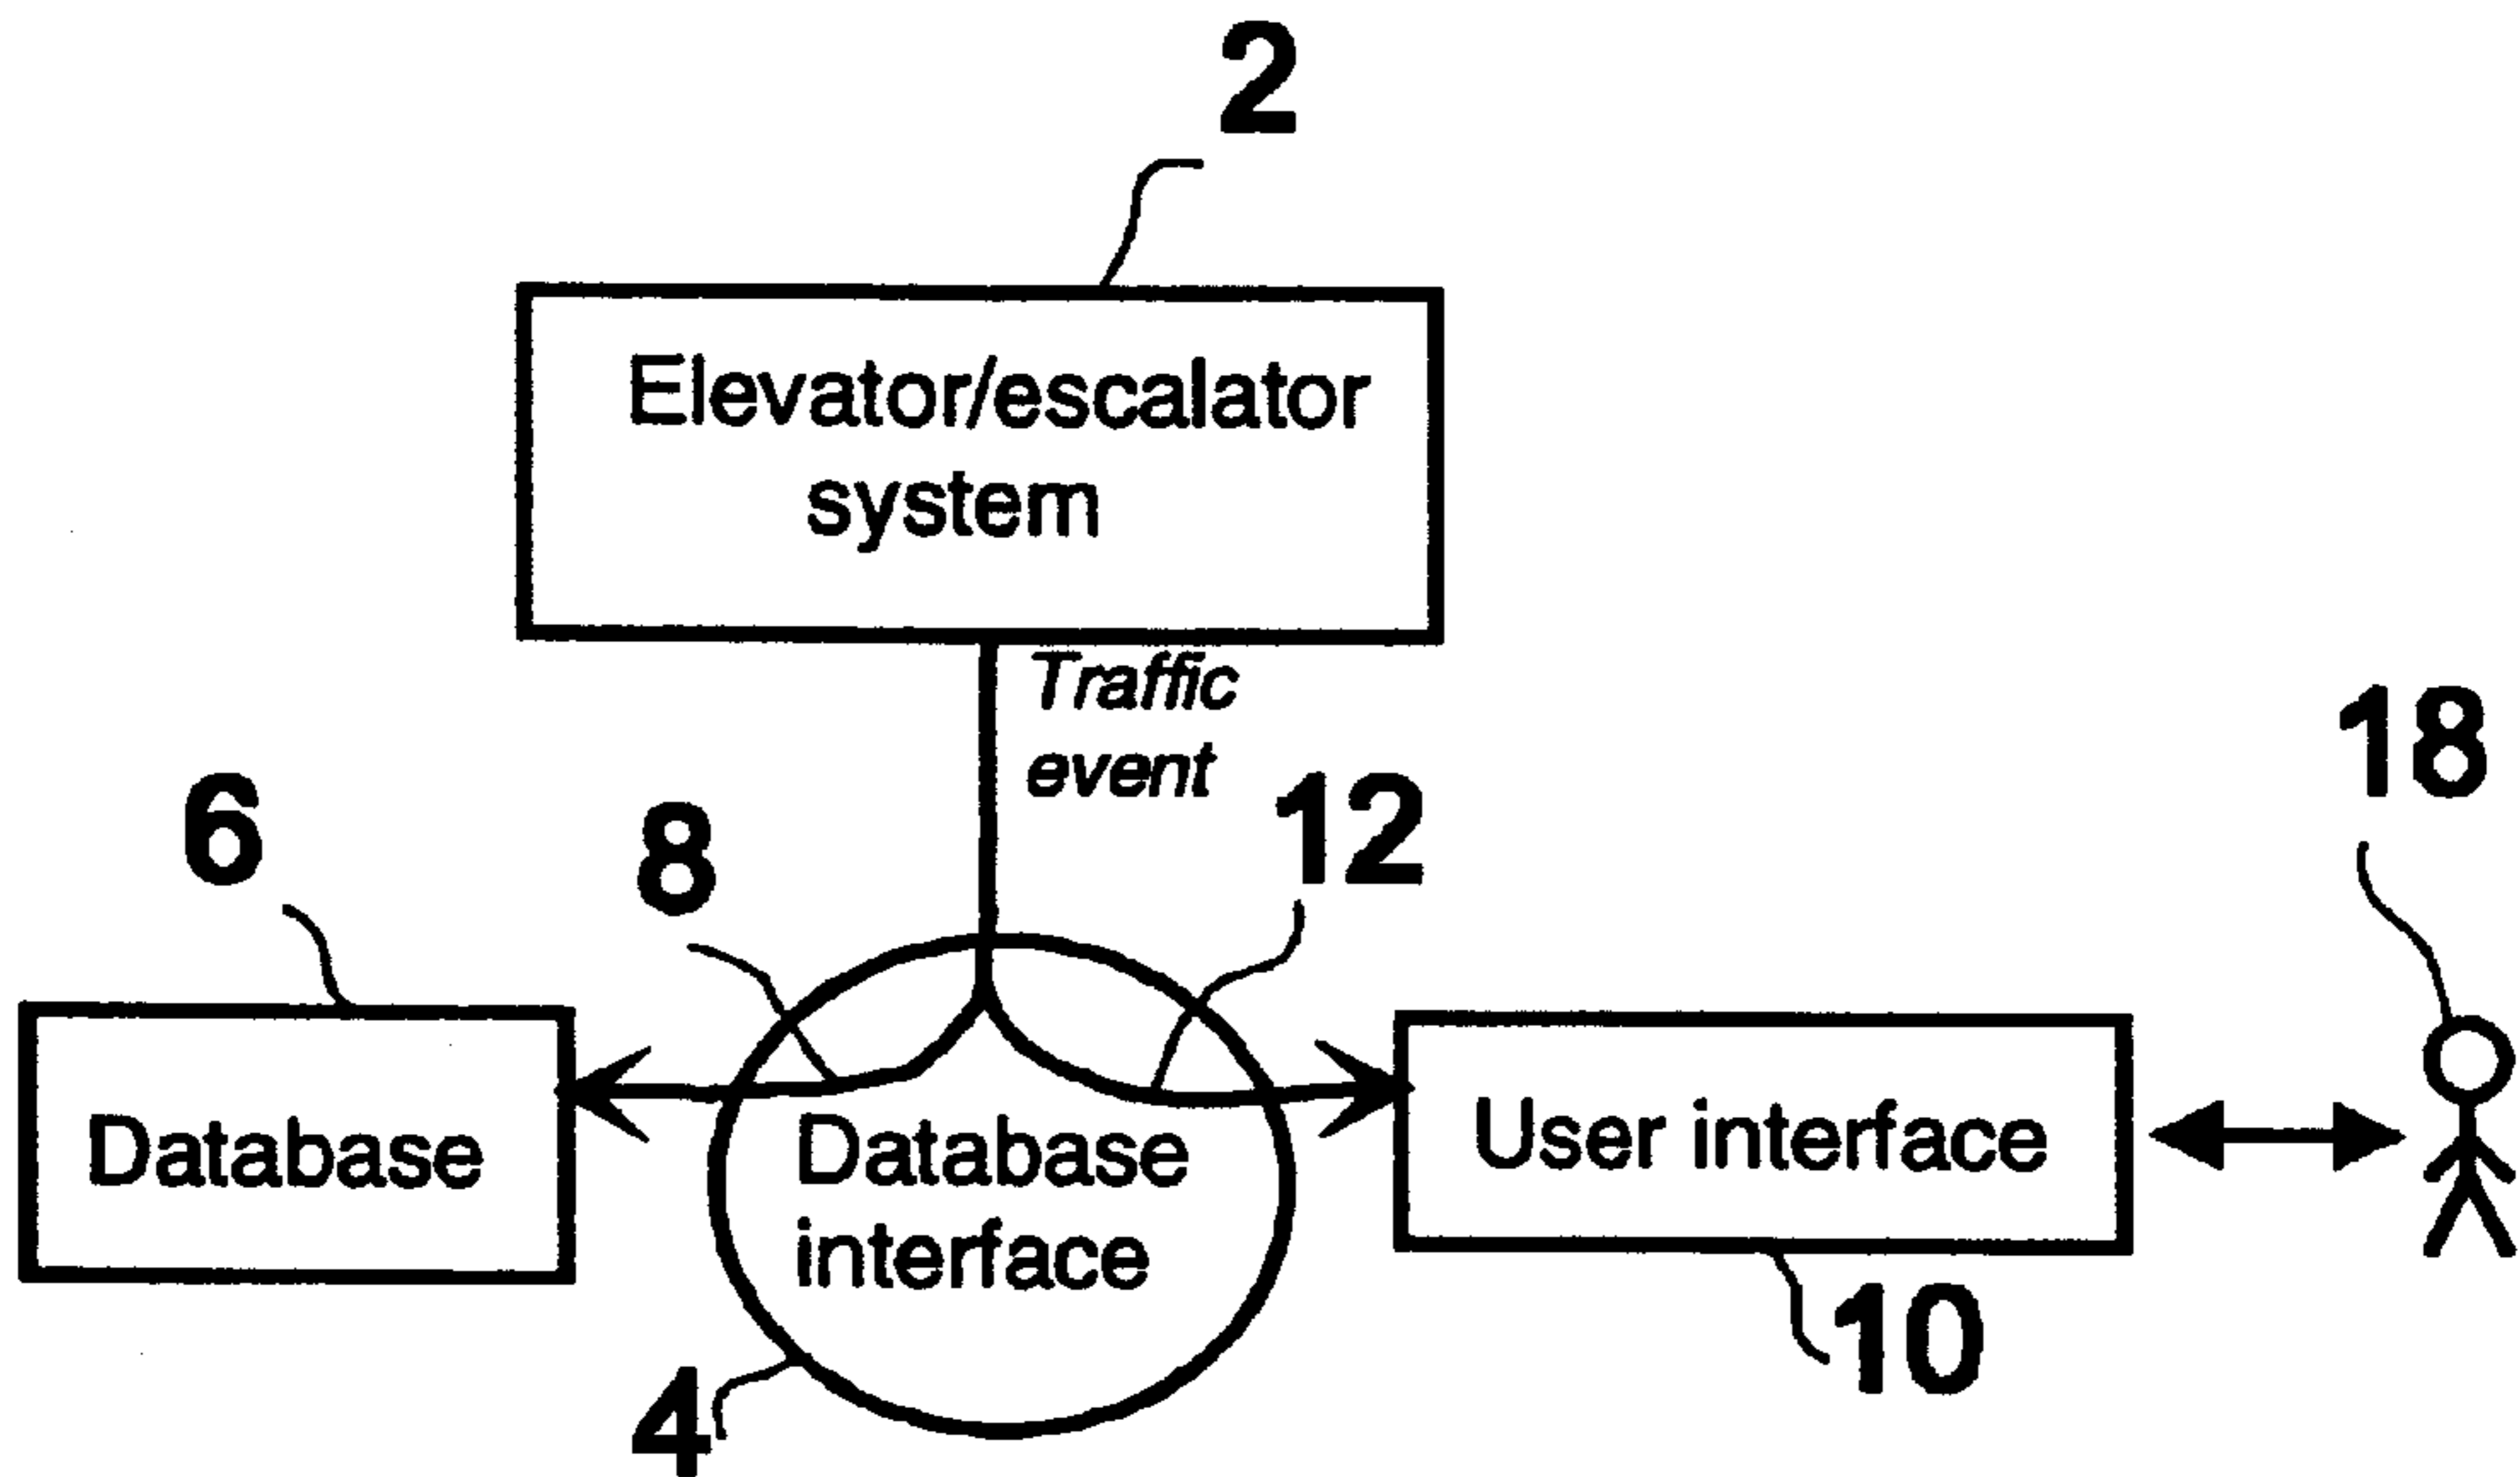 2
Elevator/escalator
system
Traffic
event
18
6
8
12
Database
Database
interface
User interface
10
4